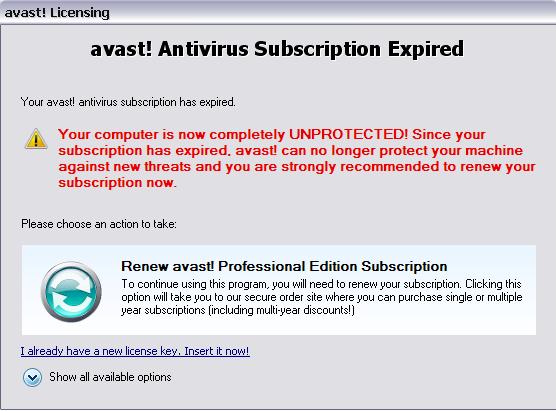 avast! Licensing
avast! Antivirus Subscription Expired
Your avast! antivirus subscription has expired.
Your computer is now completely UNPROTECTED! Since your
subscription has expired, avast! can no longer protect your machine
against new threats and you are strongly recommended to renew your
subscription now.
Please choose an action to take:
Renew avast! Professional Edition Subscription
To continue using this program, you will need to renew your subscription. Clicking this
option will take you to our secure order site where you can purchase single or multiple
year subscriptions (including multi-year discounts!)
I already have a new license key. Insert it now!
Show all available options